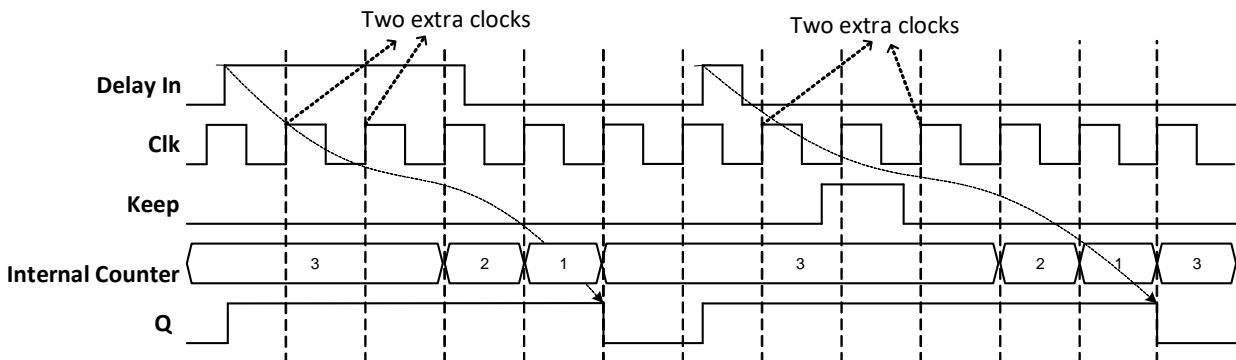 Two extra clocks
Two extra clocks
Delay In
Clk
Keep
Internal Counter
3
2
1
3
2
1
3
Q